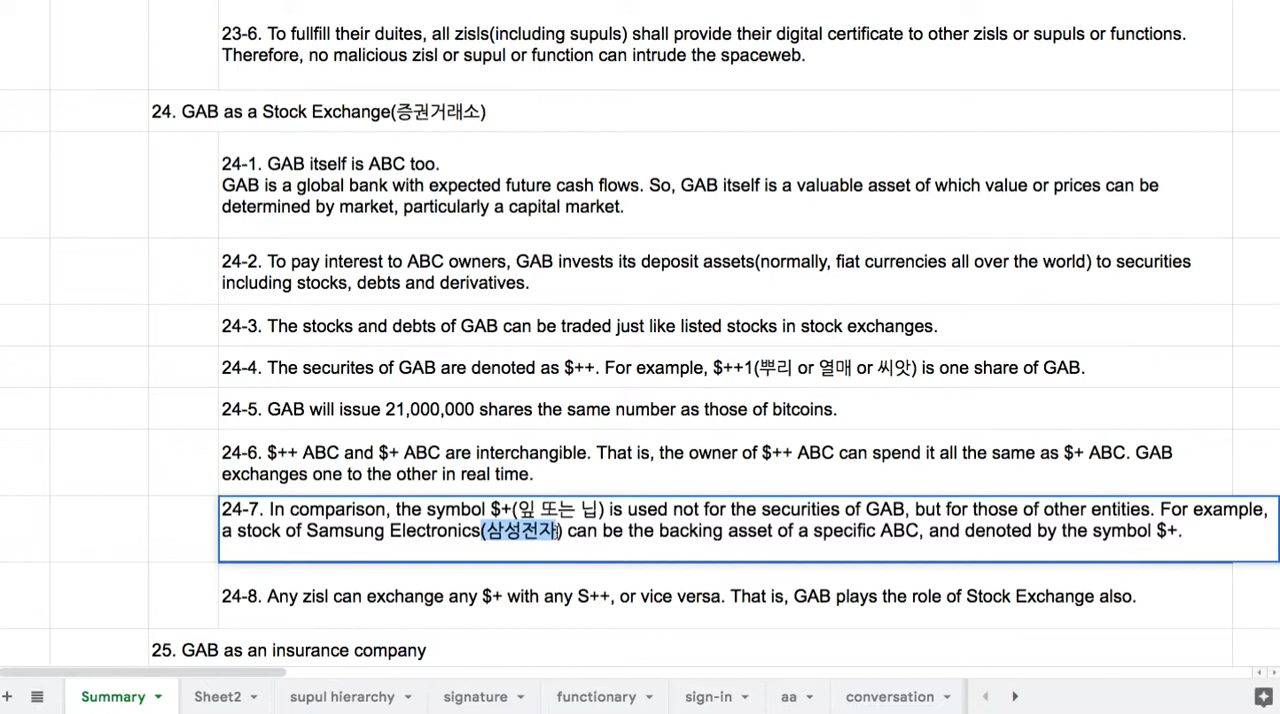 23-6. To fullfill their duites, all zisls(including supuls) shall provide their digital certificate to other zisls or supuls or functions.
Therefore, no malicious zisl or supul or function can intrude the spaceweb.
24. GAB as a Stock Exchange(증권거래소)
24-1. GAB itself is ABC too.
GAB is a global bank with expected future cash flows. So, GAB itself is a valuable asset of which value or prices can be
determined by market, particularly a capital market.
24-2. To pay interest to ABC owners, GAB invests its deposit assets(normally, fiat currencies all over the world) to securities
including stocks, debts and derivatives.
24-3. The stocks and debts of GAB can be traded just like listed stocks in stock exchanges.
24-4. The securites of GAB are denoted as $++. For example, $++1(뿌리 or 열매 or 씨앗) is one share of GAB.
24-5. GAB will issue 21,000,000 shares the same number as those of bitcoins.
24-6. $++ ABC and $+ ABC are interchangible. That is, the owner of $++ ABC can spend it all the same as $+ ABC. GAB
exchanges one to the other in real time.
24-7. In comparison, the symbol $+(잎 또는 닢) is used not for the securities of GAB, but for those of other entities. For example,
a stock of Samsung Electronics(삼성전자) can be the backing asset of a specific ABC, and denoted by the symbol $+.
24-8. Any zisl can exchange any $+ with any S++, or vice versa. That is, GAB plays the role of Stock Exchange also.
25. GAB as an insurance company
Summary Sheet2 supul hierarchy signature functionary sign-in aa conversation